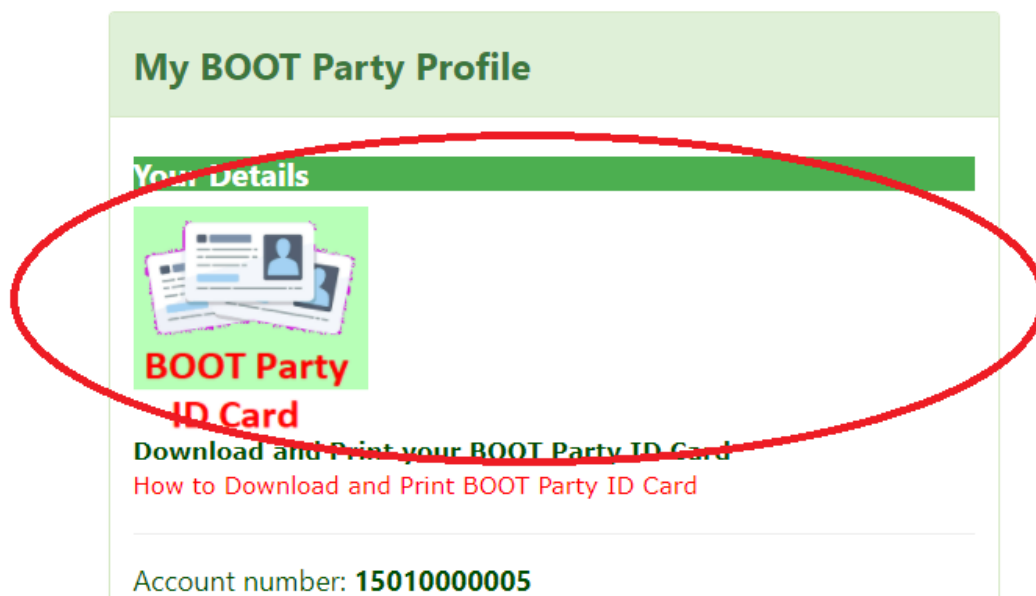 My BOOT Party Profile
Your Details
BOOT Party
ID Card
Download and Print your BOOT Party ID Card
How to Download and Print BOOT Party ID Card
Account number: 15010000005